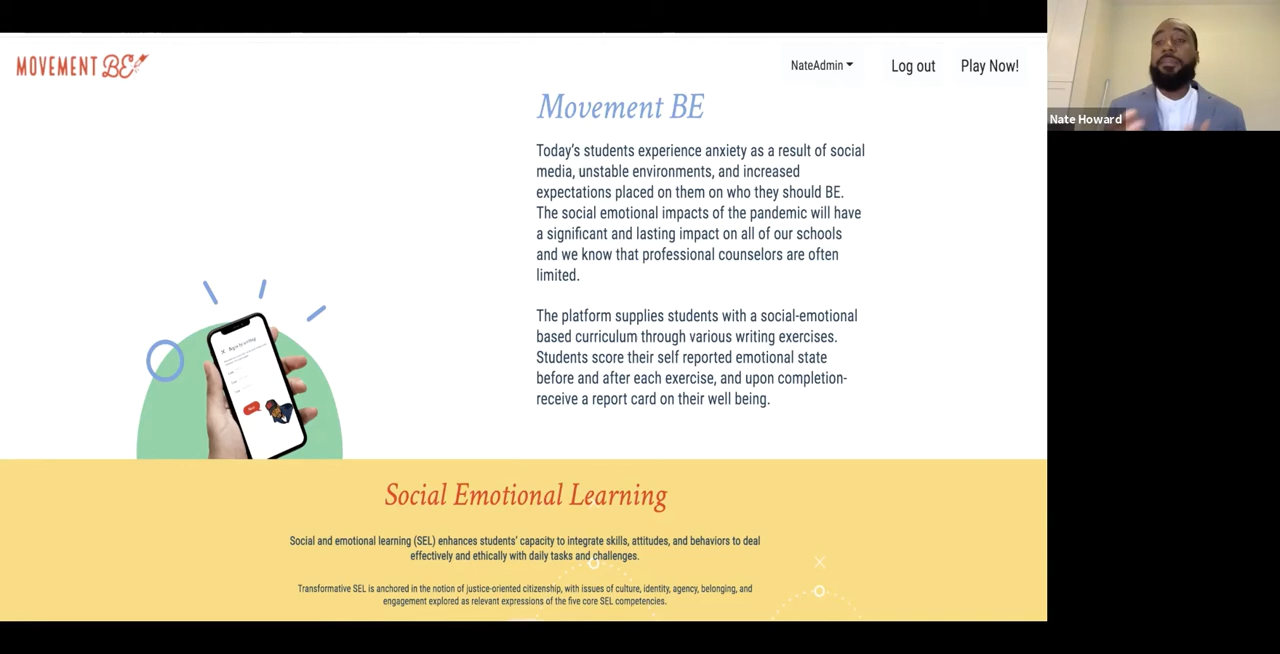 MOVEMENT BE
NateAdmin
Log out
Play Now!
Nate Howard
Movement BE
Today's students experience anxiety as a result of social
media, unstable environments, and increased
expectations placed on them on who they should BE.
The social emotional impacts of the pandemic will have
a significant and lasting impact on all of our schools
and we know that professional counselors are often
limited.
The platform supplies students with a social-emotional
based curriculum through various writing exercises.
Students score their self reported emotional state
before and after each exercise, and upon completion-
receive a report card on their well being.
Social Emotional Learning
Social and emotional learning (SEL) enhances students' capacity to integrate skills, attitudes, and behaviors to deal
effectively and ethically with daily tasks and challenges.
Transformative SEL is anchored in the notion of justice-oriented citizenship, with issues of culture, identity, agency, belonging, and
engagement explored as relevant expressions of the five core SEL competencies.